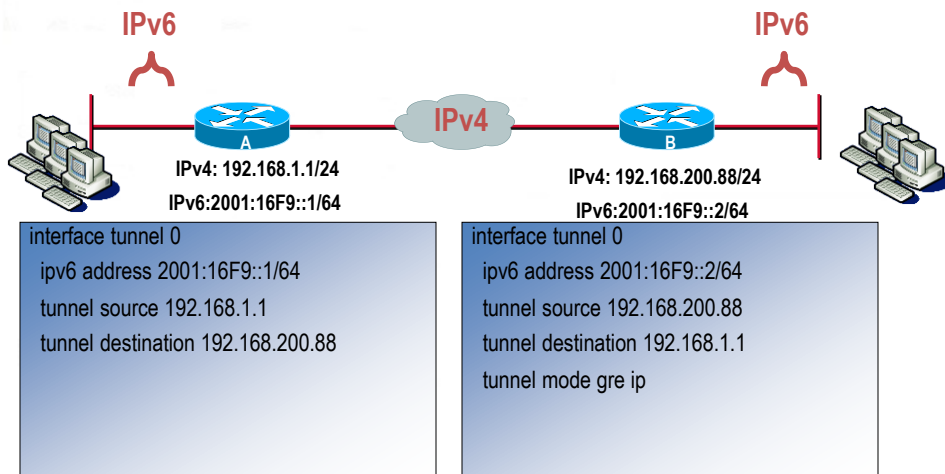 IPv6
IPv6
IPv4
A
B
IPv4: 192.168.1.1/24
IPv6:2001:16F9::1/64
IPv4: 192.168.200.88/24
IPv6:2001:16F9::2/64
interface tunnel 0
ipv6 address 2001:16F9::1/64
tunnel source 192.168.1.1
tunnel destination 192.168.200.88
interface tunnel 0
ipv6 address 2001:16F9::2/64
tunnel source 192.168.200.88
tunnel destination 192.168.1.1
tunnel mode gre ip